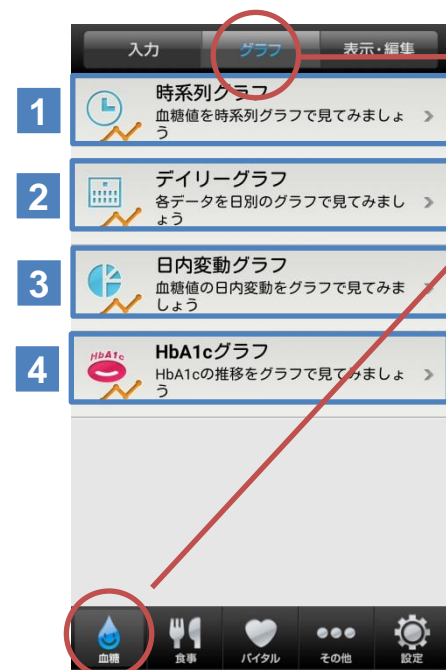 入力 グラフ 表示・編集
1
時系列グラフ
血糖値を時系列グラフで見てみましょ
う
2
デイリーグラフ
各データを日別のグラフで見てみまし
ょう
3
日内変動グラフ
血糖値の日内変動をグラフで見てみま
しょう
4
HbA1c
HbA1cグラフ
HbA1cの推移をグラフで見てみましょ
う
血糖 食事 バイタル その他 設定